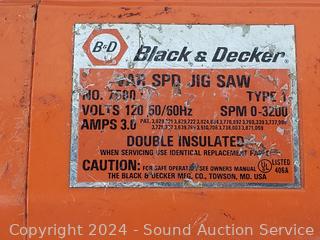 B&D
Black & Decker®
VAR SPD JIG SAW
NO. 7580 TYPE 1
VOLTS 120 50/60Hz SPM 0-3200
AMPS 3.0
DOUBLE INSULATED
WHEN SERVICING USE IDENTICAL REPLACEMENT PARTS
CAUTION: FOR SAFE OPERATION SEE OWNERS MANUAL
THE BLACK & DECKER MFG. CO., TOWSON, MD. USA
UL LISTED
406A
Copyright 2024 - Sound Auction Service